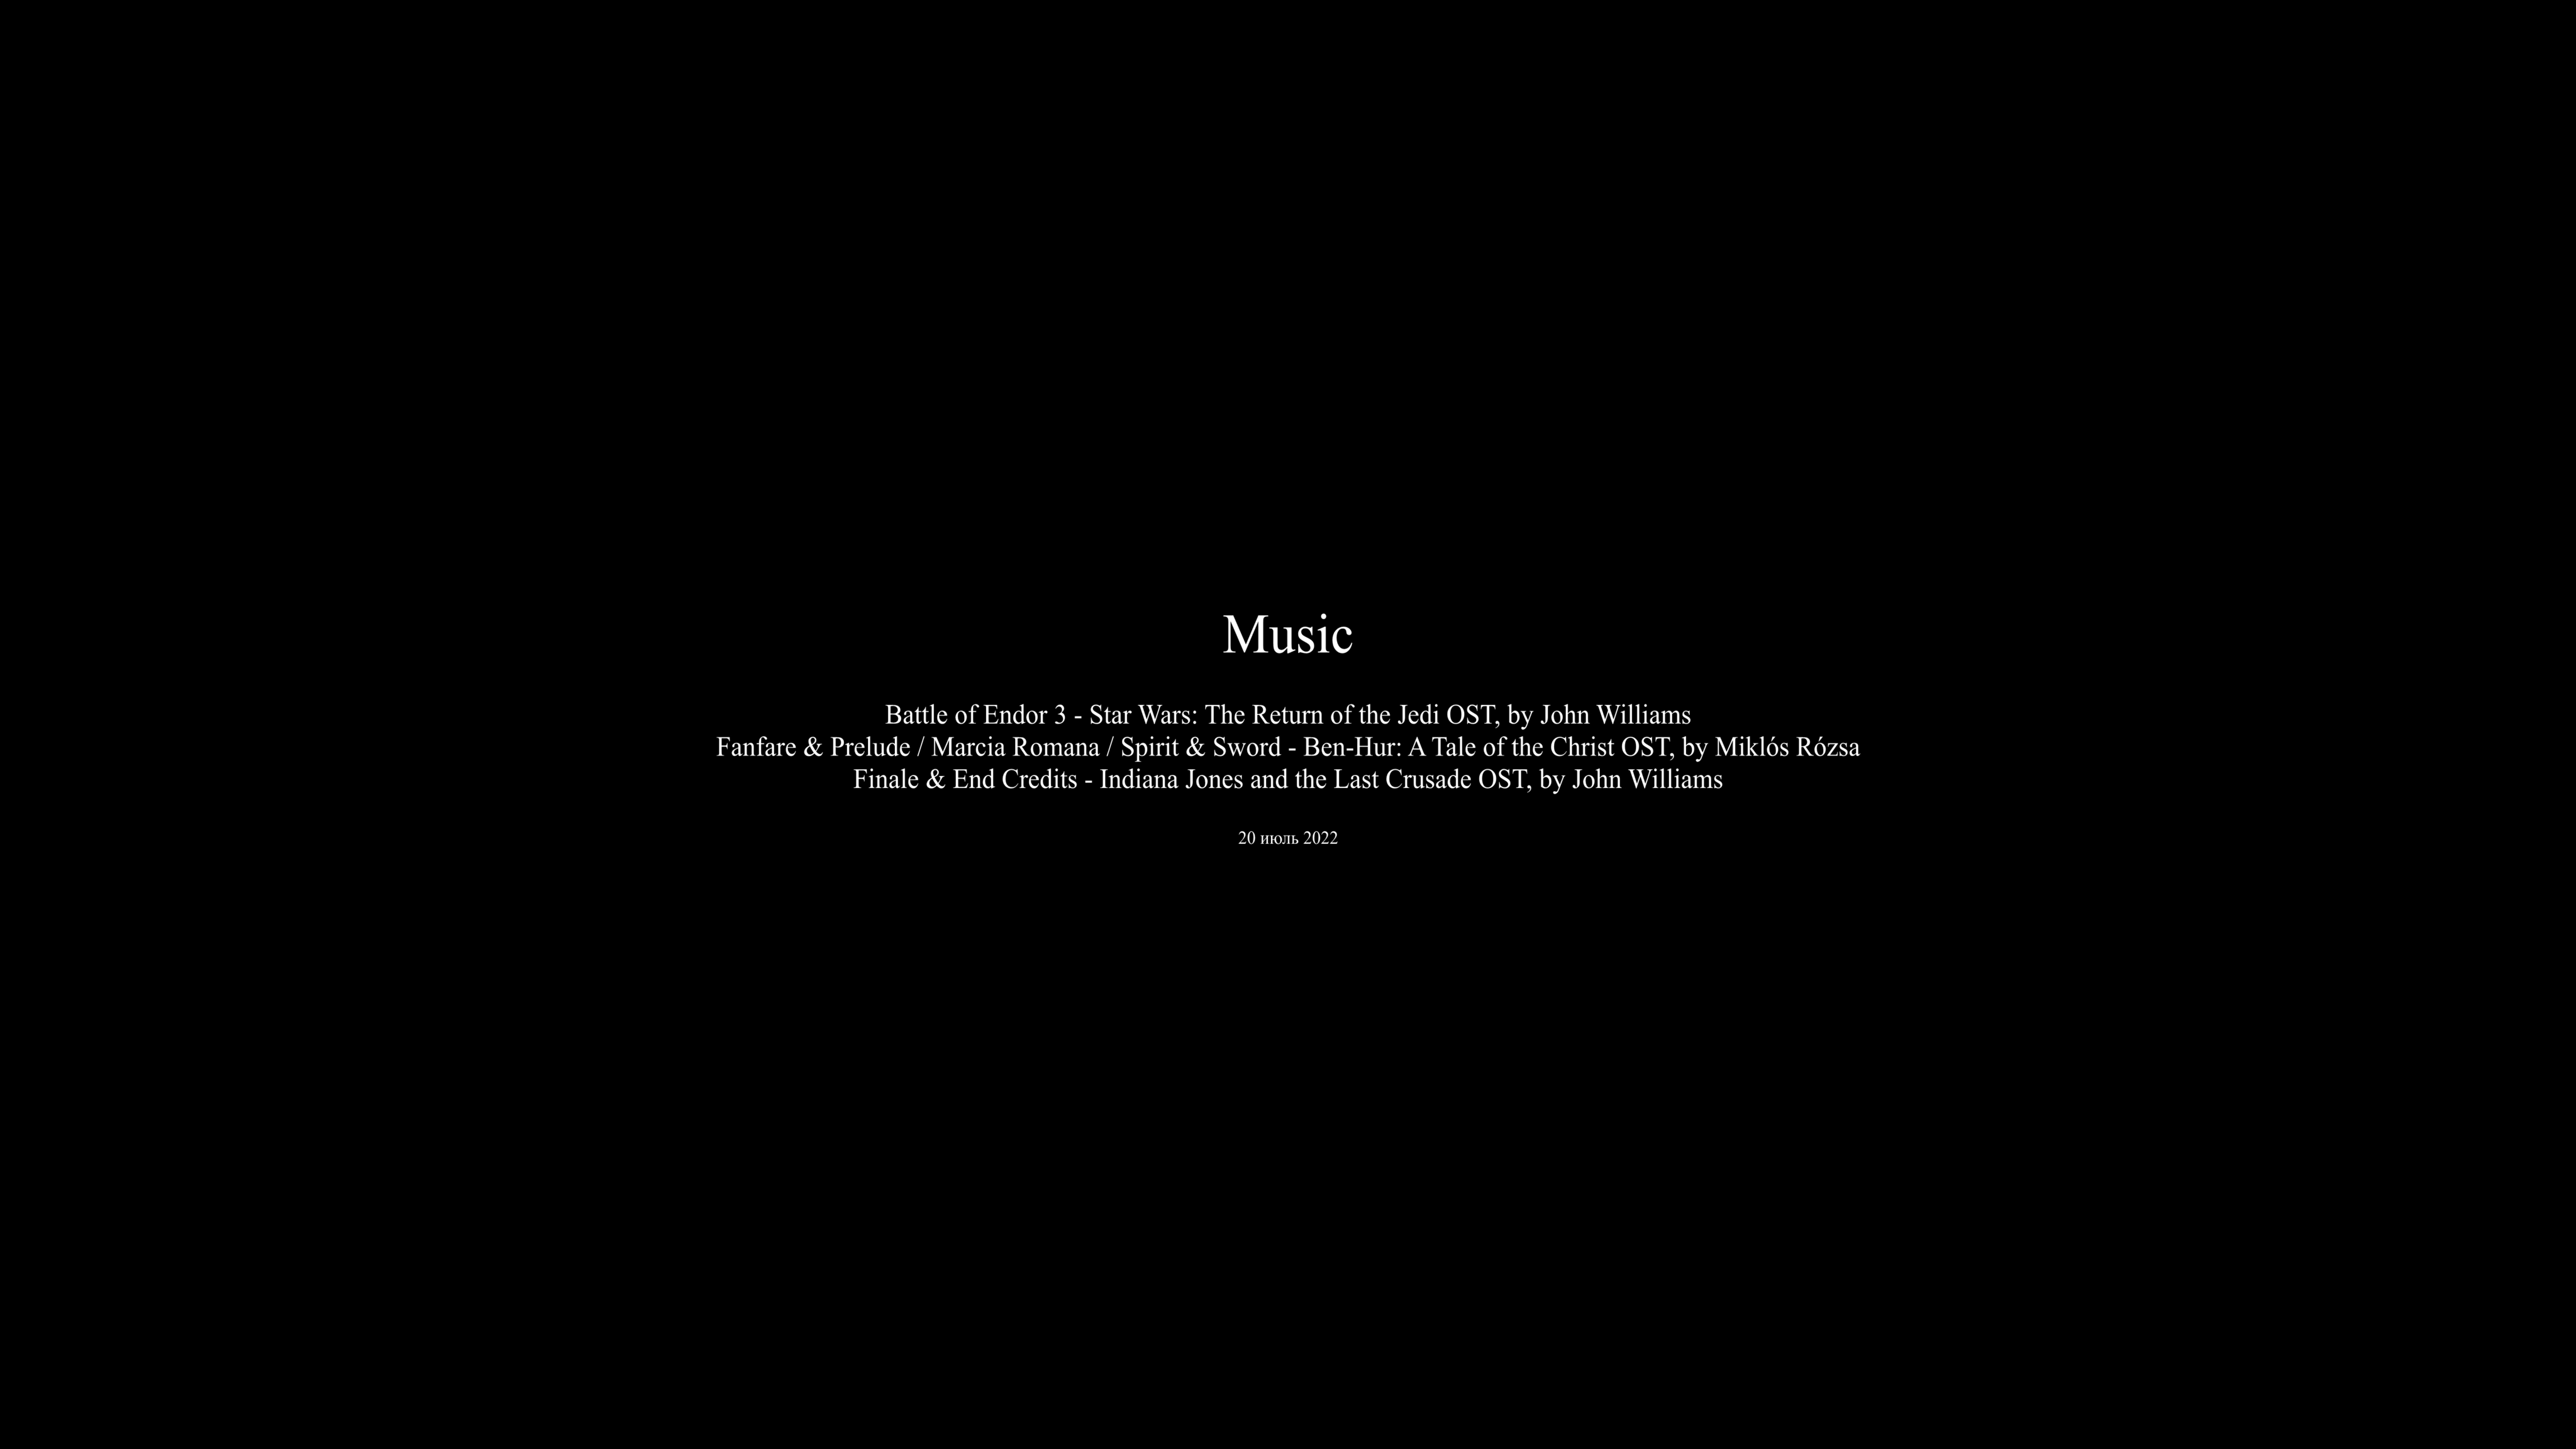 Music
Battle of Endor 3 - Star Wars: The Return of the Jedi OST, by John Williams
Fanfare & Prelude / Marcia Romana / Spirit & Sword - Ben-Hur: A Tale of the Christ OST, by Miklós Rózsa
Finale & End Credits - Indiana Jones and the Last Crusade OST, by John Williams
20 июль 2022